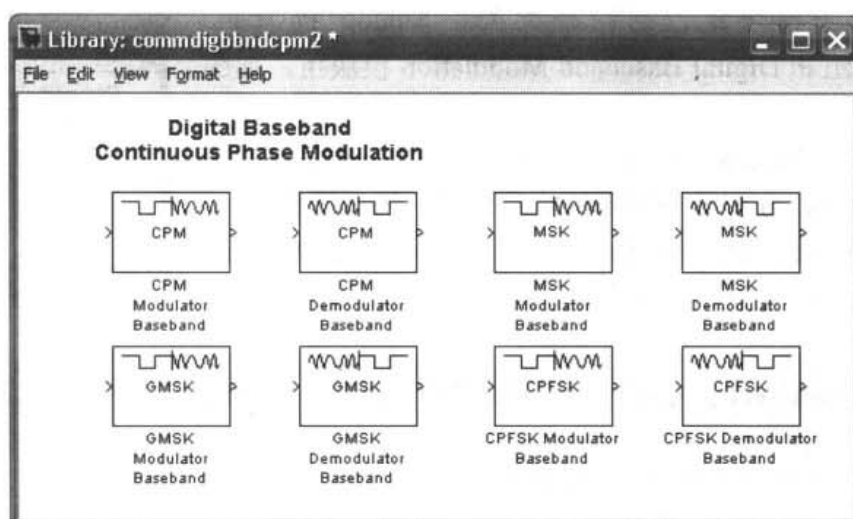 Library: commdigbbndcpm2 *
File Edit View Format Help
Digital Baseband
Continuous Phase Modulation
CPM CPM MSK MSK
CPM CPM MSK MSK
Modulator Demodulator Modulator Demodulator
Baseband Baseband Baseband Baseband
GMSK GMSK CPFSK CPFSK
GMSK GMSK CPFSK Modulator CPFSK Demodulator
Modulator Demodulator Baseband Baseband
Baseband Baseband